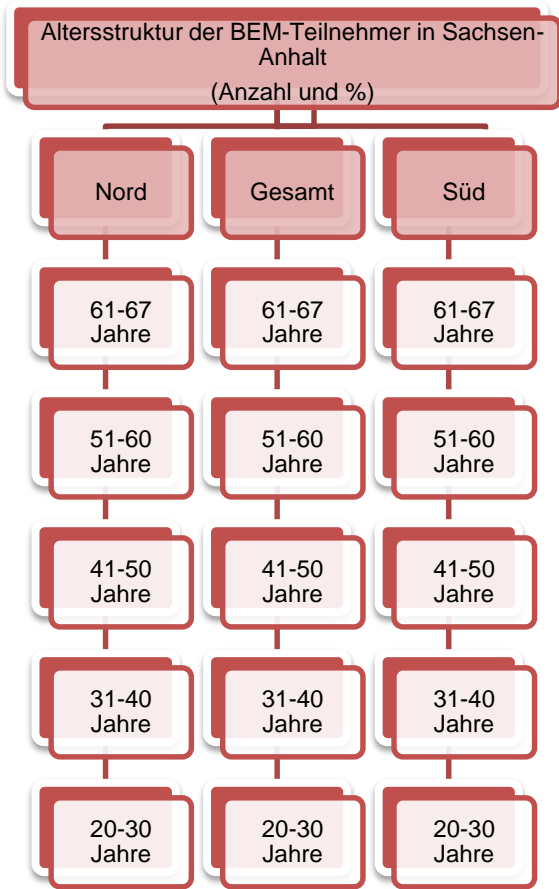 Altersstruktur der BEM-Teilnehmer in Sachsen-
Anhalt
(Anzahl und %)
Nord
Gesamt
Süd
61-67
Jahre
61-67
Jahre
61-67
Jahre
51-60
Jahre
51-60
Jahre
51-60
Jahre
41-50
Jahre
41-50
Jahre
41-50
Jahre
31-40
Jahre
31-40
Jahre
31-40
Jahre
20-30
Jahre
20-30
Jahre
20-30
Jahre